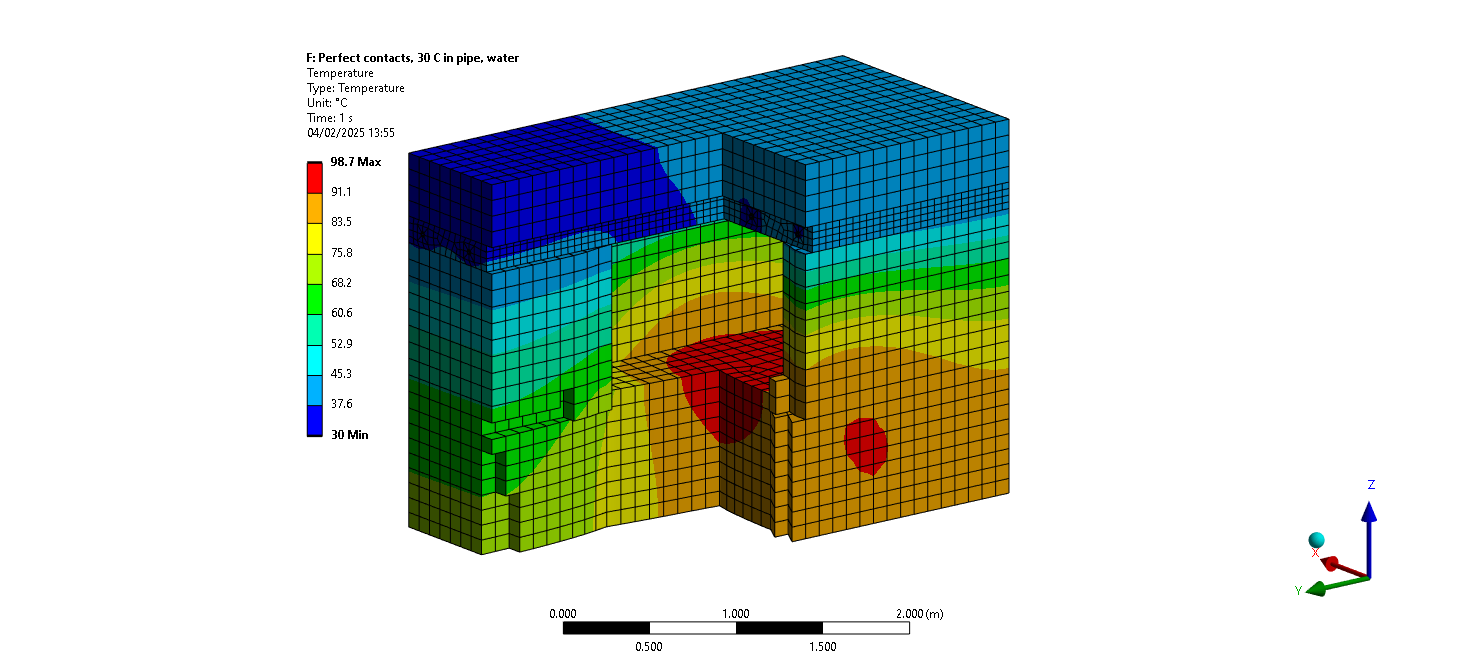 F: Perfect contacts, 30 C in pipe, water
Temperature
Type: Temperature
Unit: °C
Time: 1 s
04/02/2025 13:55
98.7 Max
91.1
83.5
75.8
68.2
60.6
52.9
45.3
37.6
30 Min
Z
X
Y
0.000 1.000 2.000 (m)
0.500 1.500